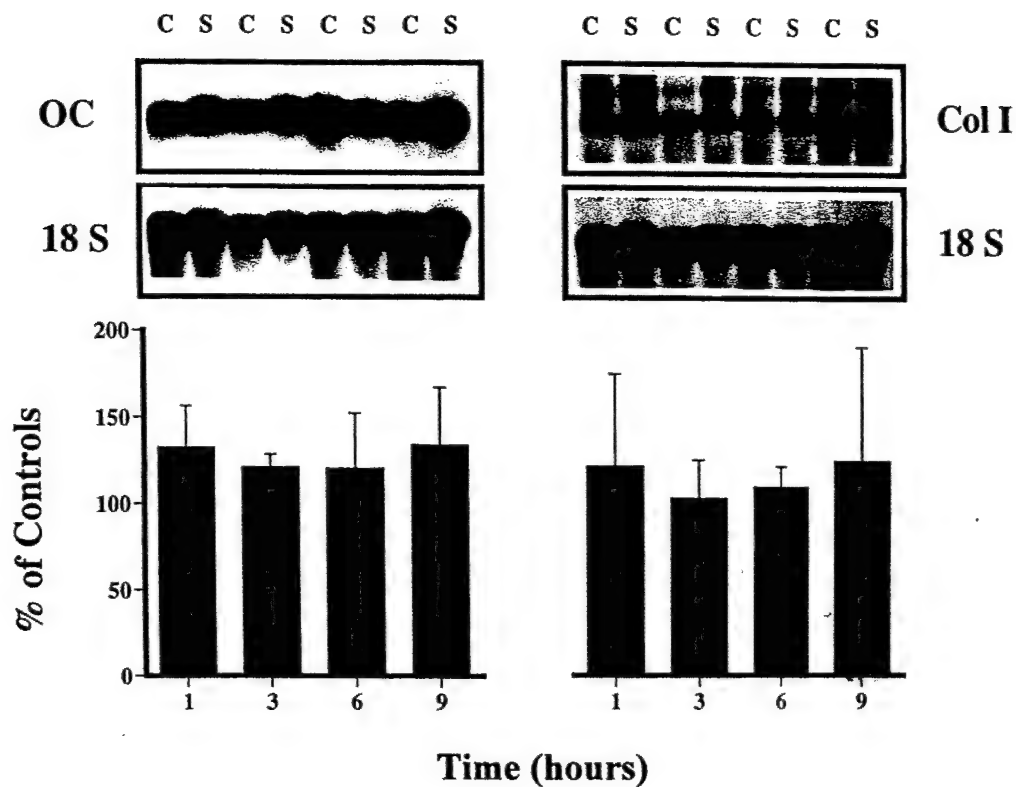 C S C S C S C S
C S C S C S C S
OC
Col I
18 S
18 S
200
150
100
50
0
% of Controls
1 3 6 9
1 3 6 9
Time (hours)